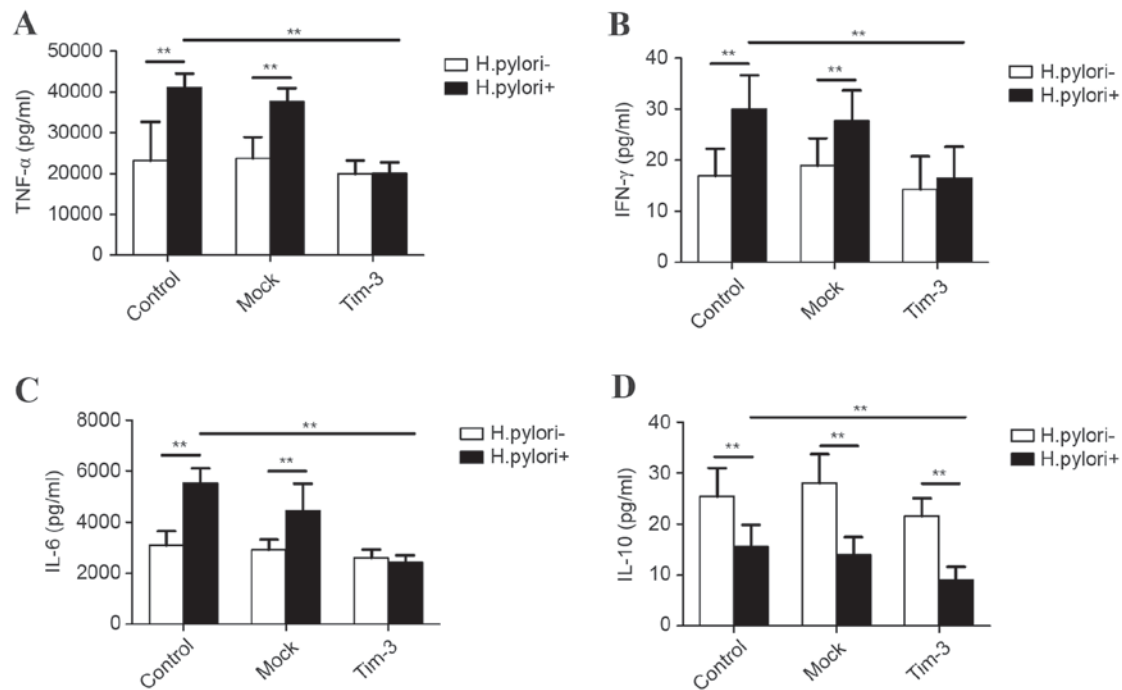 A
TNF-α (pg/ml)
50000
40000
30000
20000
10000
0
**
**
**
H.pylori-
H.pylori+
Control
Mock
Tim-3
B
IFN-γ (pg/ml)
40
30
20
10
0
**
**
**
H.pylori-
H.pylori+
Control
Mock
Tim-3
C
IL-6 (pg/ml)
8000
6000
4000
2000
0
**
**
**
H.pylori-
H.pylori+
Control
Mock
Tim-3
D
IL-10 (pg/ml)
40
30
20
10
0
**
**
**
**
H.pylori-
H.pylori+
Control
Mock
Tim-3